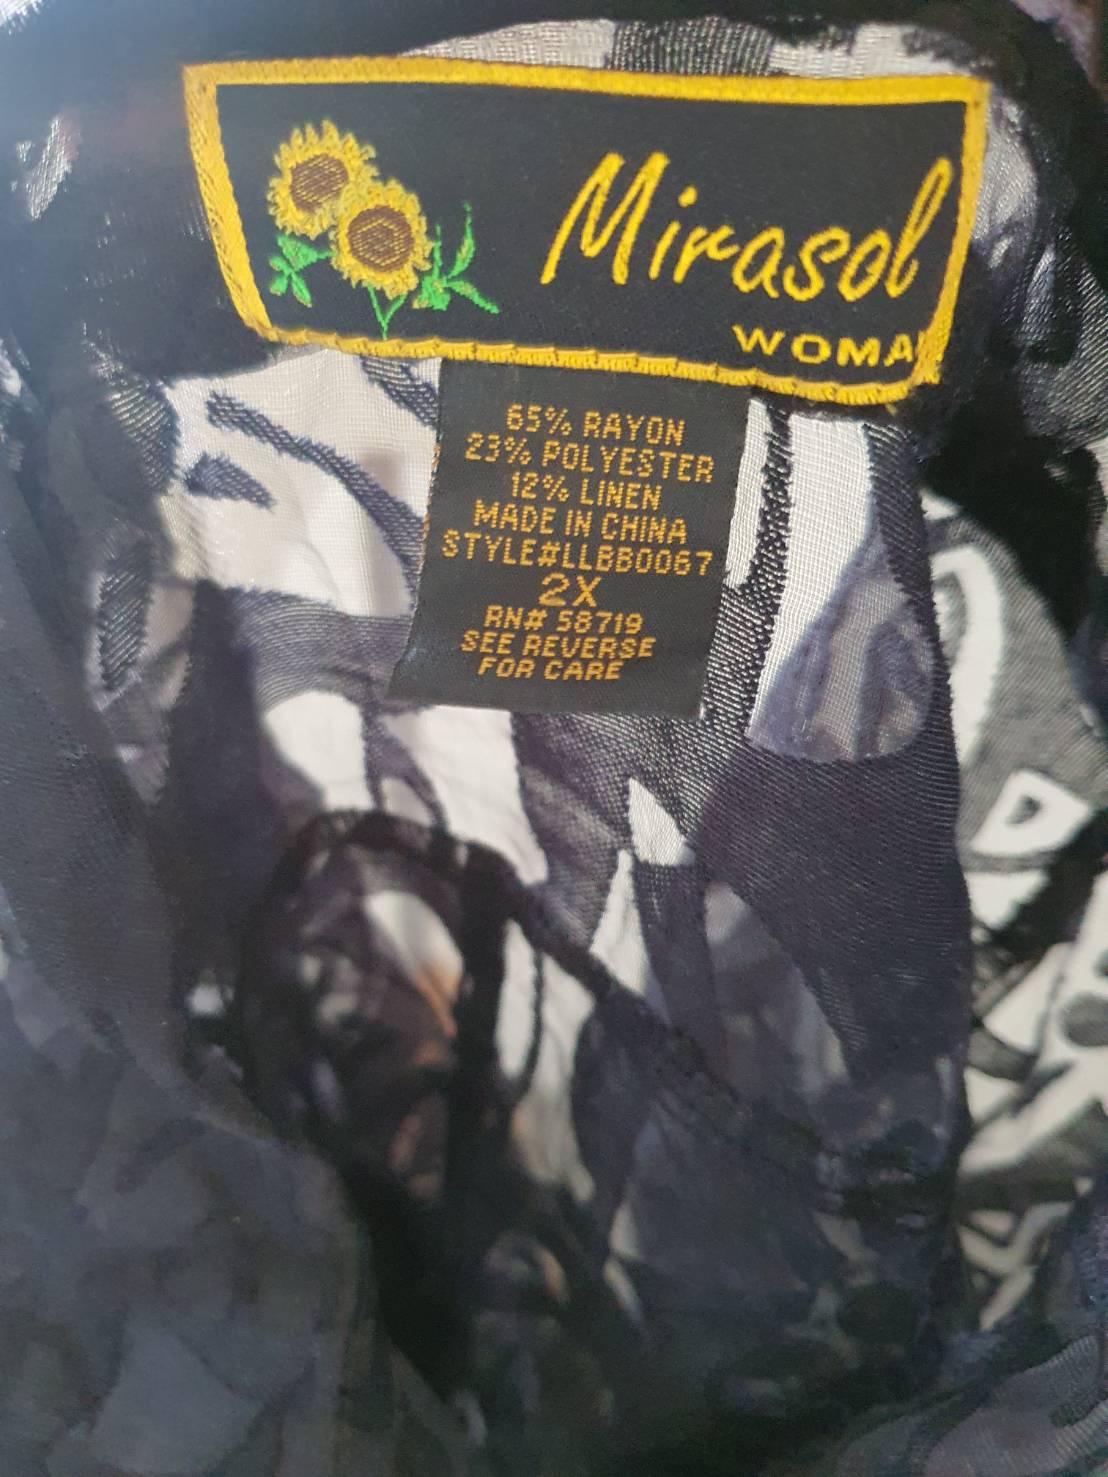 Mirasol
WOMA
65% RAYON
23% POLYESTER
12% LINEN
MADE IN CHINA
STYLE#LLBB0067
2X
RN# 58719
SEE REVERSE
FOR CARE